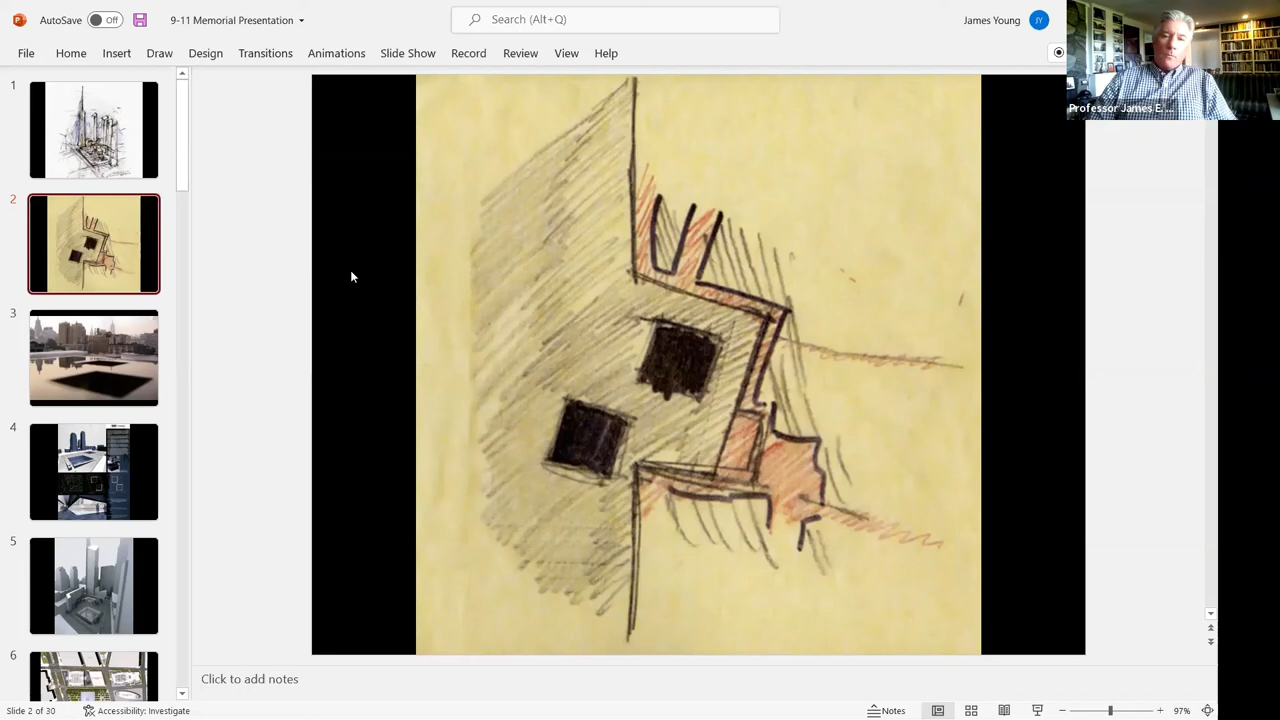 AutoSave Off 9-11 Memorial Presentation Search (Alt+Q) James Young JY
File Home Insert Draw Design Transitions Animations Slide Show Record Review View Help
Professor James E. ...
1
2
3
4
5
6
Click to add notes
Slide 2 of 30 Accessibility: Investigate Notes 97%